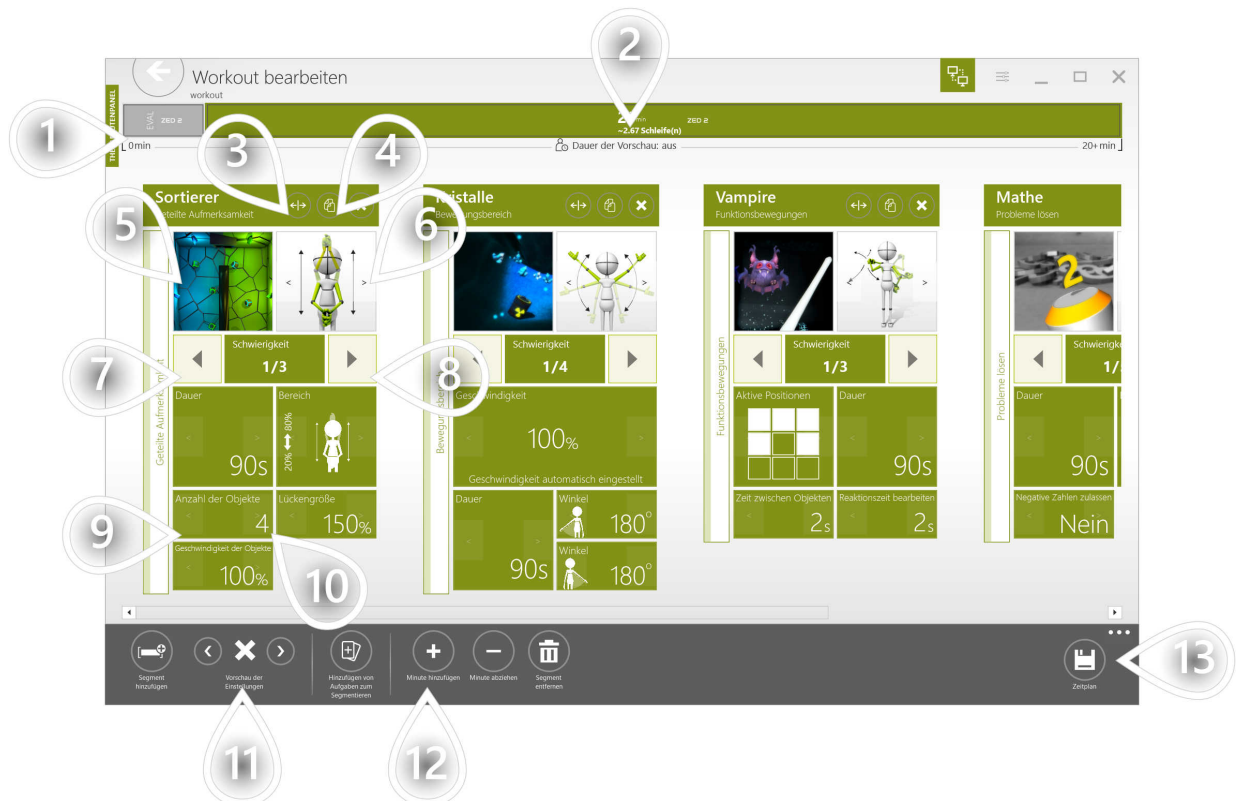 2
Workout bearbeiten
workout
EVAL
ZED 2
min
ZED 2
~2.67 Schleife(n)
1
0min
Dauer der Vorschau: aus
20+ min
3
4
Sortierer
Geteilte Aufmerksamkeit
5
6
Geteilte Aufmerksamkeit
Schwierigkeit
1/3
7
8
Dauer
90s
Bereich
20% 80%
Anzahl der Objekte
4
Lückengröße
150%
9
10
Geschwindigkeit der Objekte
100%
Kristalle
Bewegungsbereich
Bewegungsbereich
Schwierigkeit
1/4
Geschwindigkeit
100%
Geschwindigkeit automatisch eingestellt
Dauer
90s
Winkel
180°
Winkel
180°
Vampire
Funktionsbewegungen
Funktionsbewegungen
Schwierigkeit
1/3
Aktive Positionen
Dauer
90s
Zeit zwischen Objekten
2s
Reaktionszeit bearbeiten
2s
Mathe
Probleme lösen
Probleme lösen
2
Dauer
90s
Negative Zahlen zulassen
Nein
Segment
hinzufügen
Vorschau der
Einstellungen
Hinzufügen von
Aufgaben zum
Segmentieren
Minute hinzufügen
Minute abziehen
Segment
entfernen
Zeitplan
11
12
13